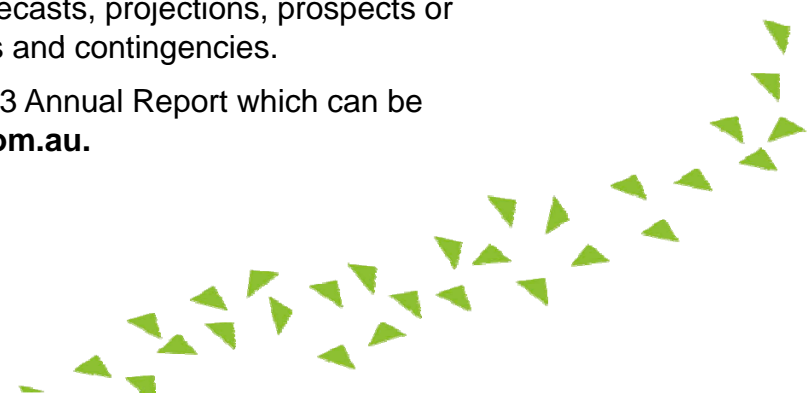 ecasts, projections, prospects or
s and contingencies.
3 Annual Report which can be
om.au.